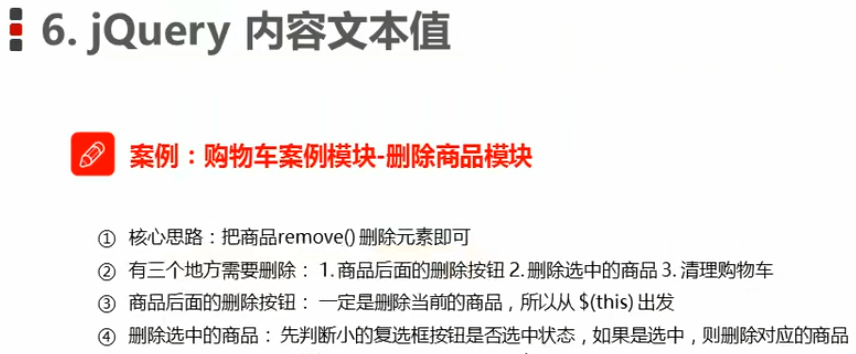 6. jQuery 内容文本值
案例：购物车案例模块-删除商品模块
① 核心思路：把商品remove() 删除元素即可
② 有三个地方需要删除： 1. 商品后面的删除按钮 2. 删除选中的商品 3. 清理购物车
③ 商品后面的删除按钮： 一定是删除当前的商品，所以从 $(this) 出发
④ 删除选中的商品： 先判断小的复选框按钮是否选中状态，如果是选中，则删除对应的商品